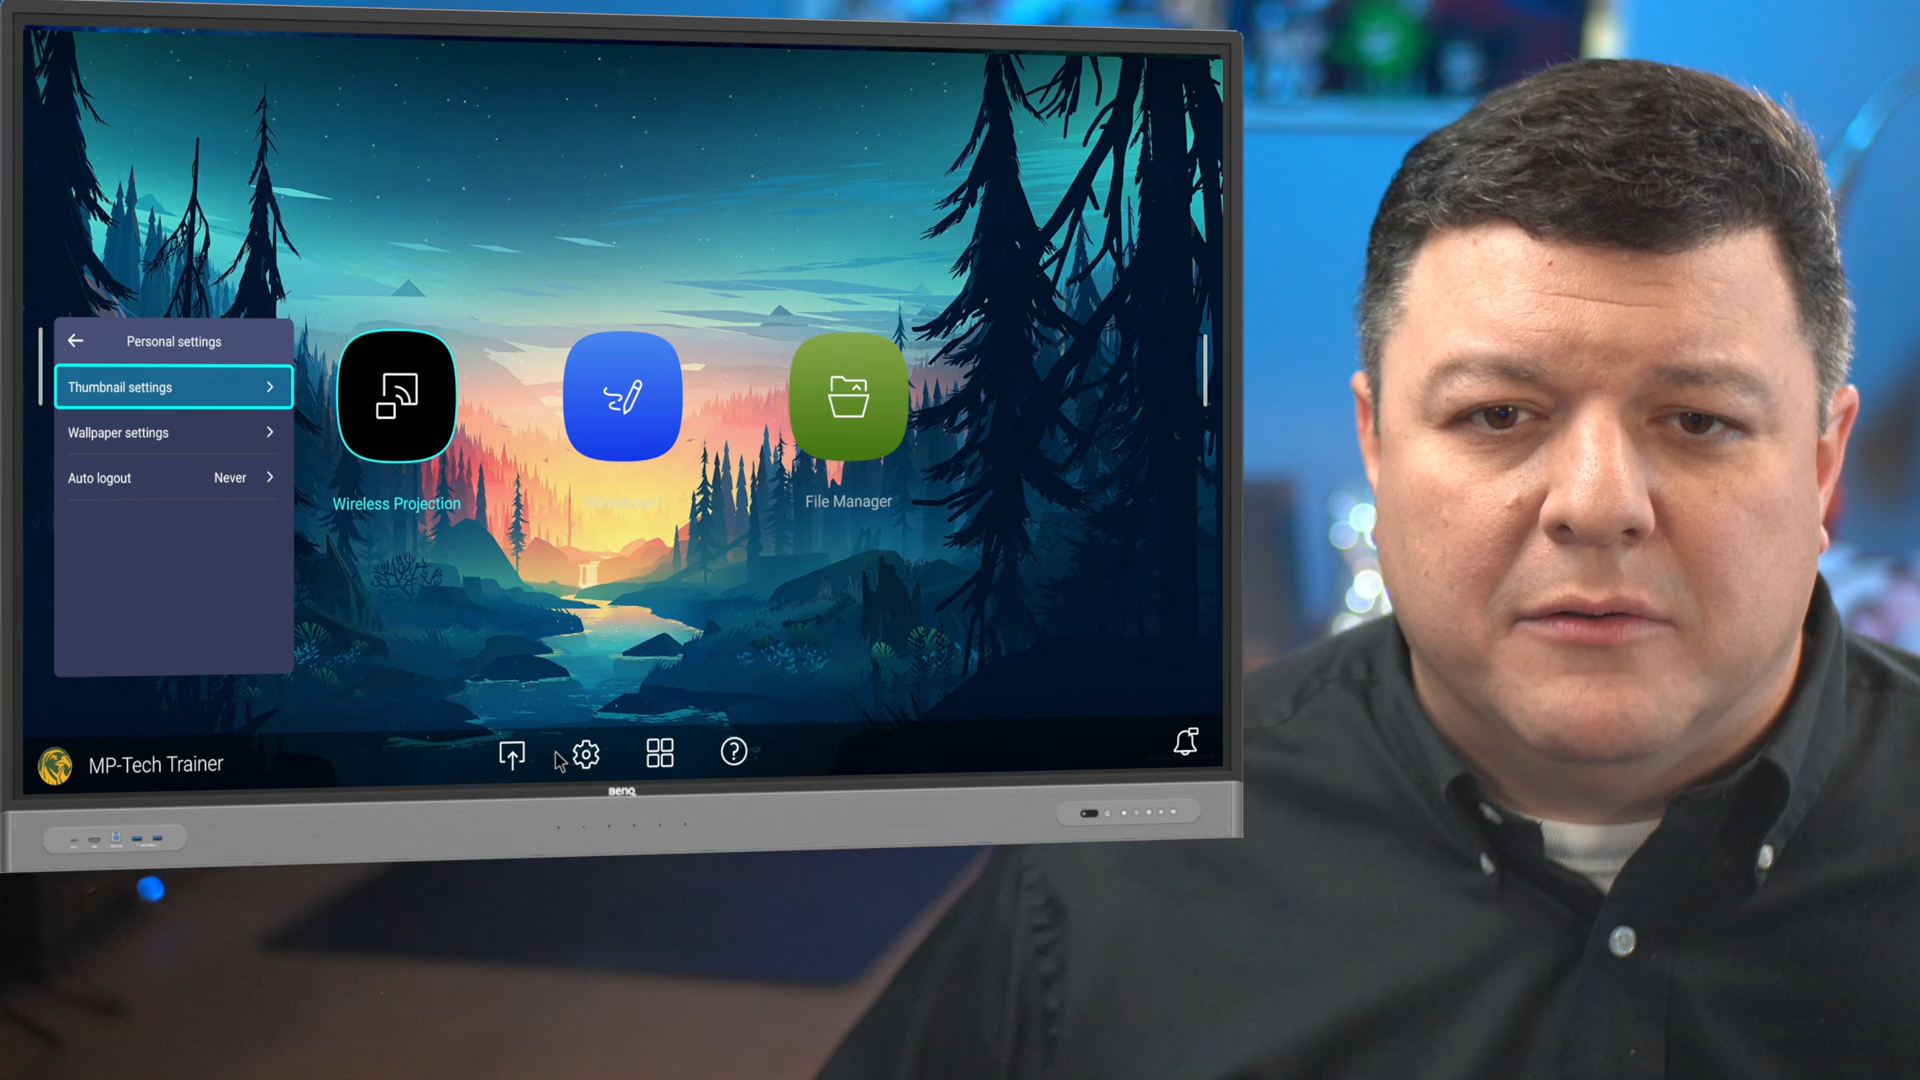 Personal settings
Thumbnail settings
Wallpaper settings
Auto logout Never
Wireless Projection
File Manager
MP-Tech Trainer
BenQ